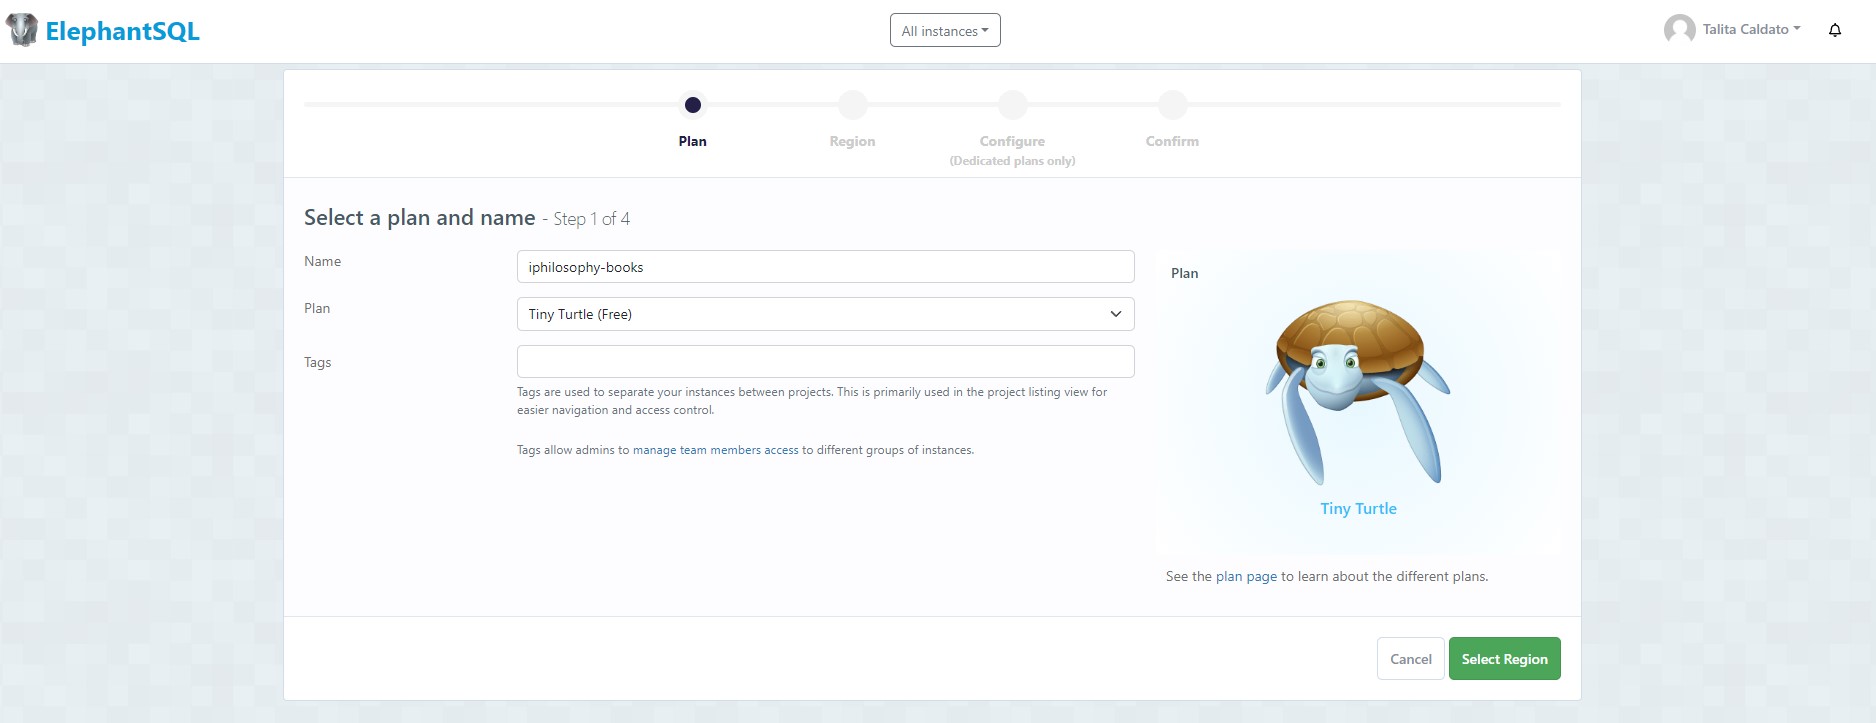 ElephantSQL
All instances
Talita Caldato
Plan
Region
Configure
(Dedicated plans only)
Confirm
Select a plan and name - Step 1 of 4
Name
iphilosophy-books
Plan
Tiny Turtle (Free)
Tags
Tags are used to separate your instances between projects. This is primarily used in the project listing view for
easier navigation and access control.
Tags allow admins to manage team members access to different groups of instances.
Plan
Tiny Turtle
See the plan page to learn about the different plans.
Cancel
Select Region